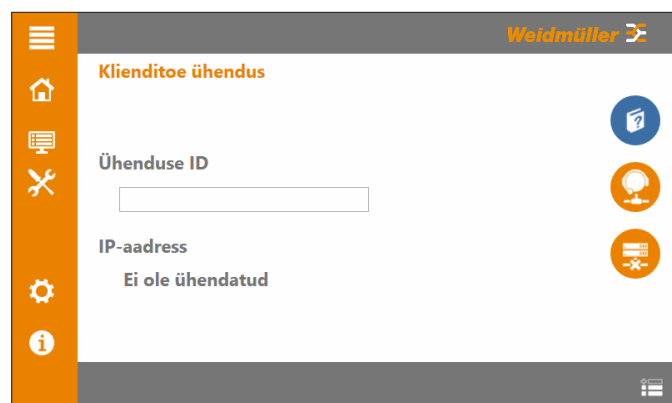 Weidmüller
Klienditoe ühendus
Ühenduse ID
IP-aadress
Ei ole ühendatud